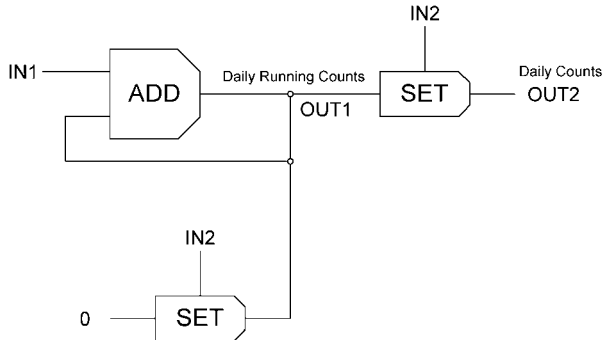 IN2
IN1
ADD
Daily Running Counts
OUT1
SET
Daily Counts
OUT2
IN2
0
SET